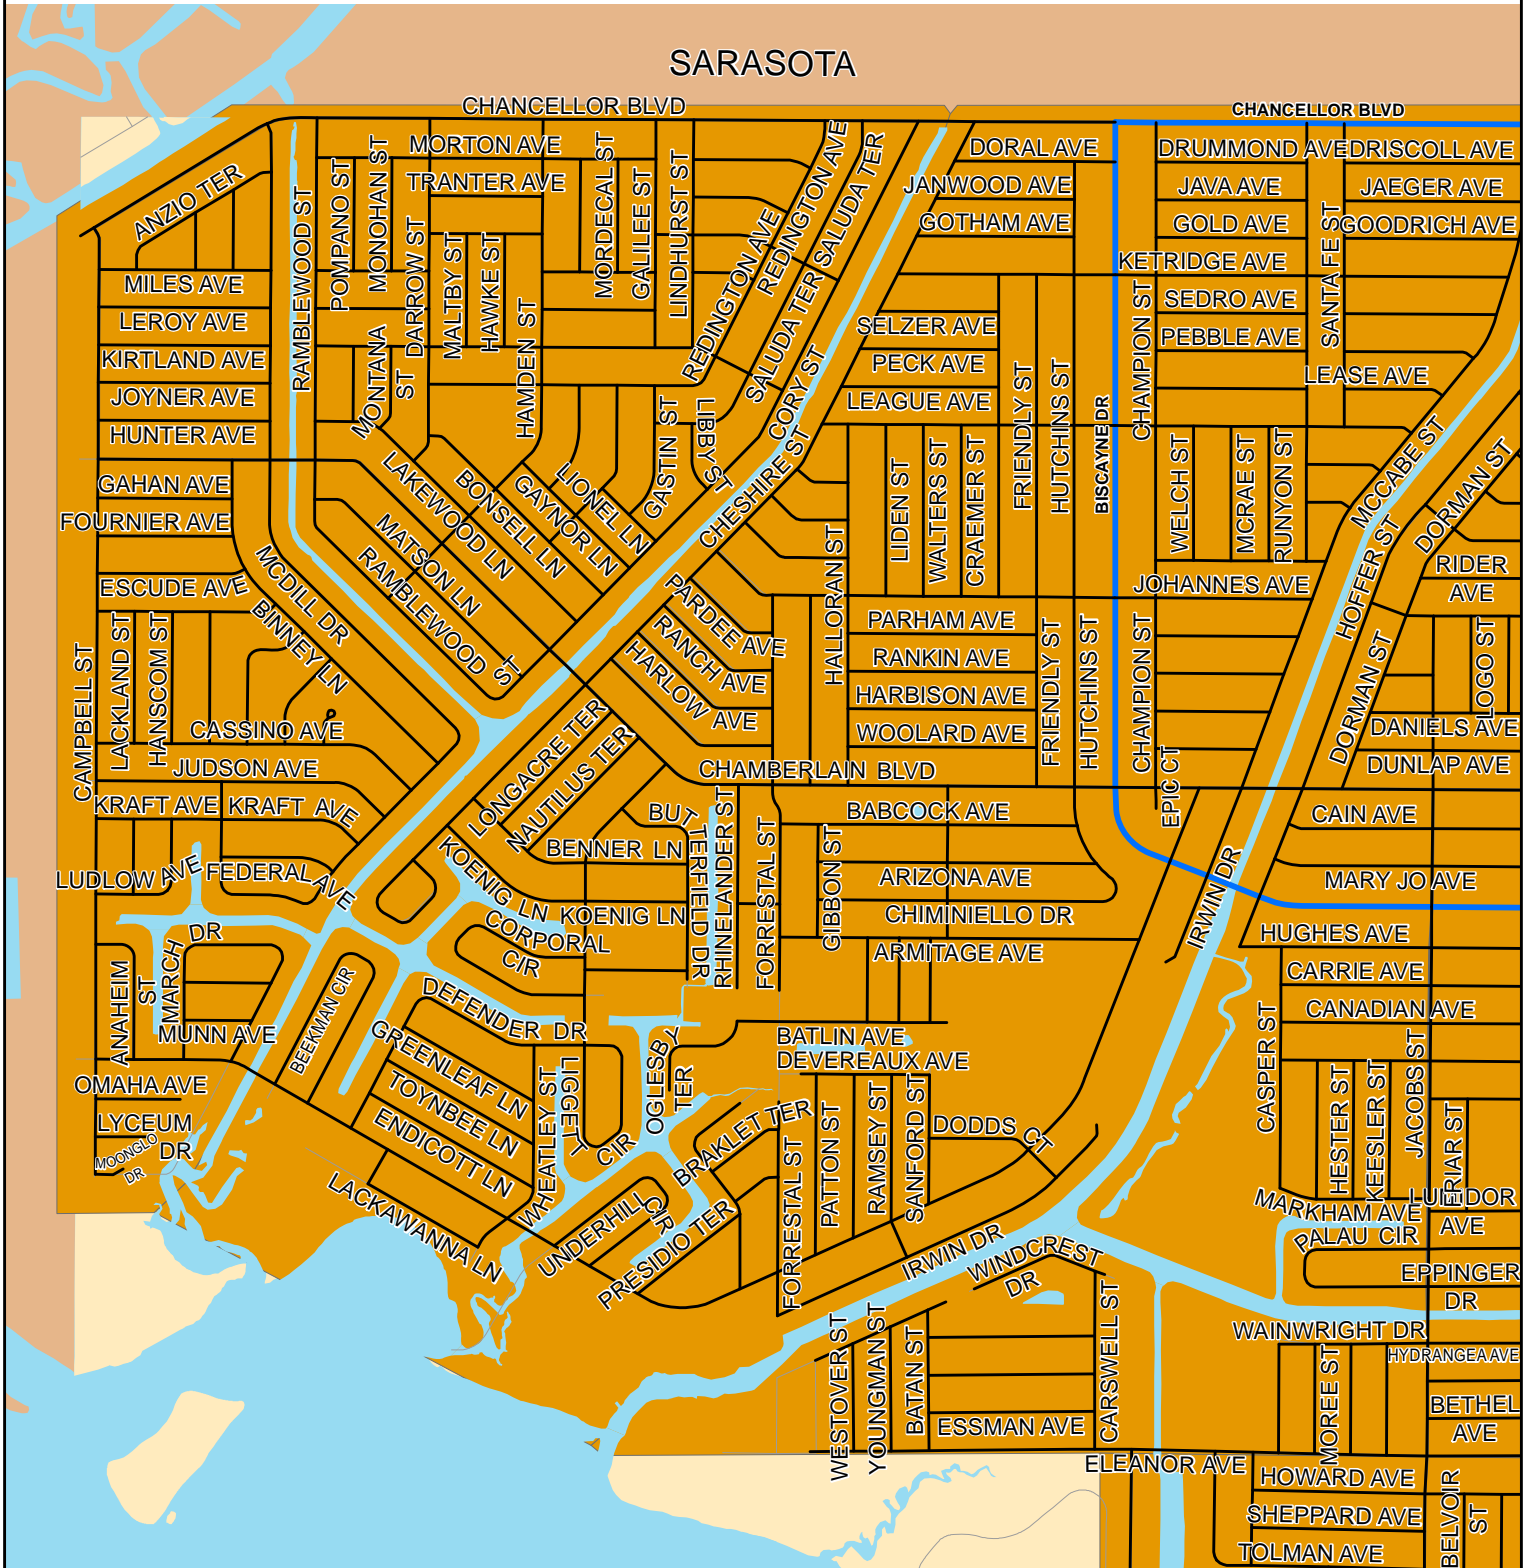 SARASOTA
CHANCELLOR BLVD
CHANCELLOR BLVD
MORTON AVE
DORAL AVE
DRUMMOND AVE
DRISCOLL AVE
TRANTER AVE
JANWOOD AVE
JAVA AVE
JAEGER AVE
ANZIO TER
GOTHAM AVE
GOLD AVE
GOODRICH AVE
RAMBLEWOOD ST
POMPANO ST
MONOHAN ST
DARROW ST
MALTBY ST
HAWKE ST
MORDECAL ST
GALILEE ST
LINDHURST ST
REDINGTON AVE
REDINGTON AVE
SALUDA TER
SALUDA TER
KETRIDGE AVE
SANTA FE ST
MILES AVE
SEDRO AVE
LEROY AVE
SELZER AVE
PEBBLE AVE
KIRTLAND AVE
PECK AVE
LEASE AVE
JOYNER AVE
LEAGUE AVE
HUNTER AVE
MONTANA
ST
HAMDEN ST
GASTIN ST
LIBBY ST
CORY ST
CHESHIRE ST
FRIENDLY ST
HUTCHINS ST
BISCAYNE DR
CHAMPION ST
MCCABE ST
GAHAN AVE
FOURNIER AVE
LAKEWOOD LN
BONSELL LN
GAYNOR LN
LIONEL LN
MATSON LN
RAMBLEWOOD ST
LIDEN ST
WALTERS ST
CRAEMER ST
WELCH ST
MCRAE ST
RUNYON ST
DORMAN ST
HOFFER ST
RIDER
AVE
ESCUDE AVE
MCDILL DR
BINNEY LN
PARDEE AVE
RANCH AVE
HARLOW AVE
HALLORAN ST
JOHANNES AVE
PARHAM AVE
RANKIN AVE
HARBISON AVE
WOOLARD AVE
CAMPBELL ST
LACKLAND ST
HANSCOM ST
FRIENDLY ST
HUTCHINS ST
CHAMPION ST
DORMAN ST
LOGO ST
CASSINO AVE
DANIELS AVE
JUDSON AVE
LONGACRE TER
NAUTILUS TER
CHAMBERLAIN BLVD
EPIC CT
DUNLAP AVE
KRAFT AVE
KRAFT AVE
BUTTERFIELD DR
BABCOCK AVE
CAIN AVE
BENNER LN
RHINELANDER ST
FORRESTAL ST
GIBBON ST
LUDLOW AVE
FEDERAL AVE
KOENIG LN
KOENIG LN
ARIZONA AVE
MARY JO AVE
CHIMINIELLO DR
IRWIN DR
CORPORAL
CIR
ARMITAGE AVE
HUGHES AVE
MARCH DR
ANAHEIM
ST
CARRIE AVE
CANADIAN AVE
BEEKMAN CIR
DEFENDER DR
MUNN AVE
GREENLEAF LN
BATLIN AVE
DEVEREAUX AVE
OMAHA AVE
TOYNBEE LN
ENDICOTT LN
LIGGETT CIR
OGLESBY
TER
WHEATLEY ST
CASPER ST
JACOBS ST
HESTER ST
KEESLER ST
FRIAR ST
LYCEUM
DR
MOONGLO
DR
BRAKLET TER
FORRESTAL ST
PATTON ST
RAMSEY ST
SANFORD ST
DODDS CT
LACKAWANNA LN
UNDERHILL
CIR
PRESIDIO TER
MARKHAM AVE
AVE
PALAU CIR
IRWIN DR
WINDCREST
DR
EPPINGER
DR
WESTOVER ST
YOUNGMAN ST
BATAN ST
CARSWELL ST
WAINWRIGHT DR
HYDRANGEA AVE
MOREE ST
BETHEL
AVE
ESSMAN AVE
ELEANOR AVE
HOWARD AVE
SHEPPARD AVE
TOLMAN AVE
BELVOIR
ST